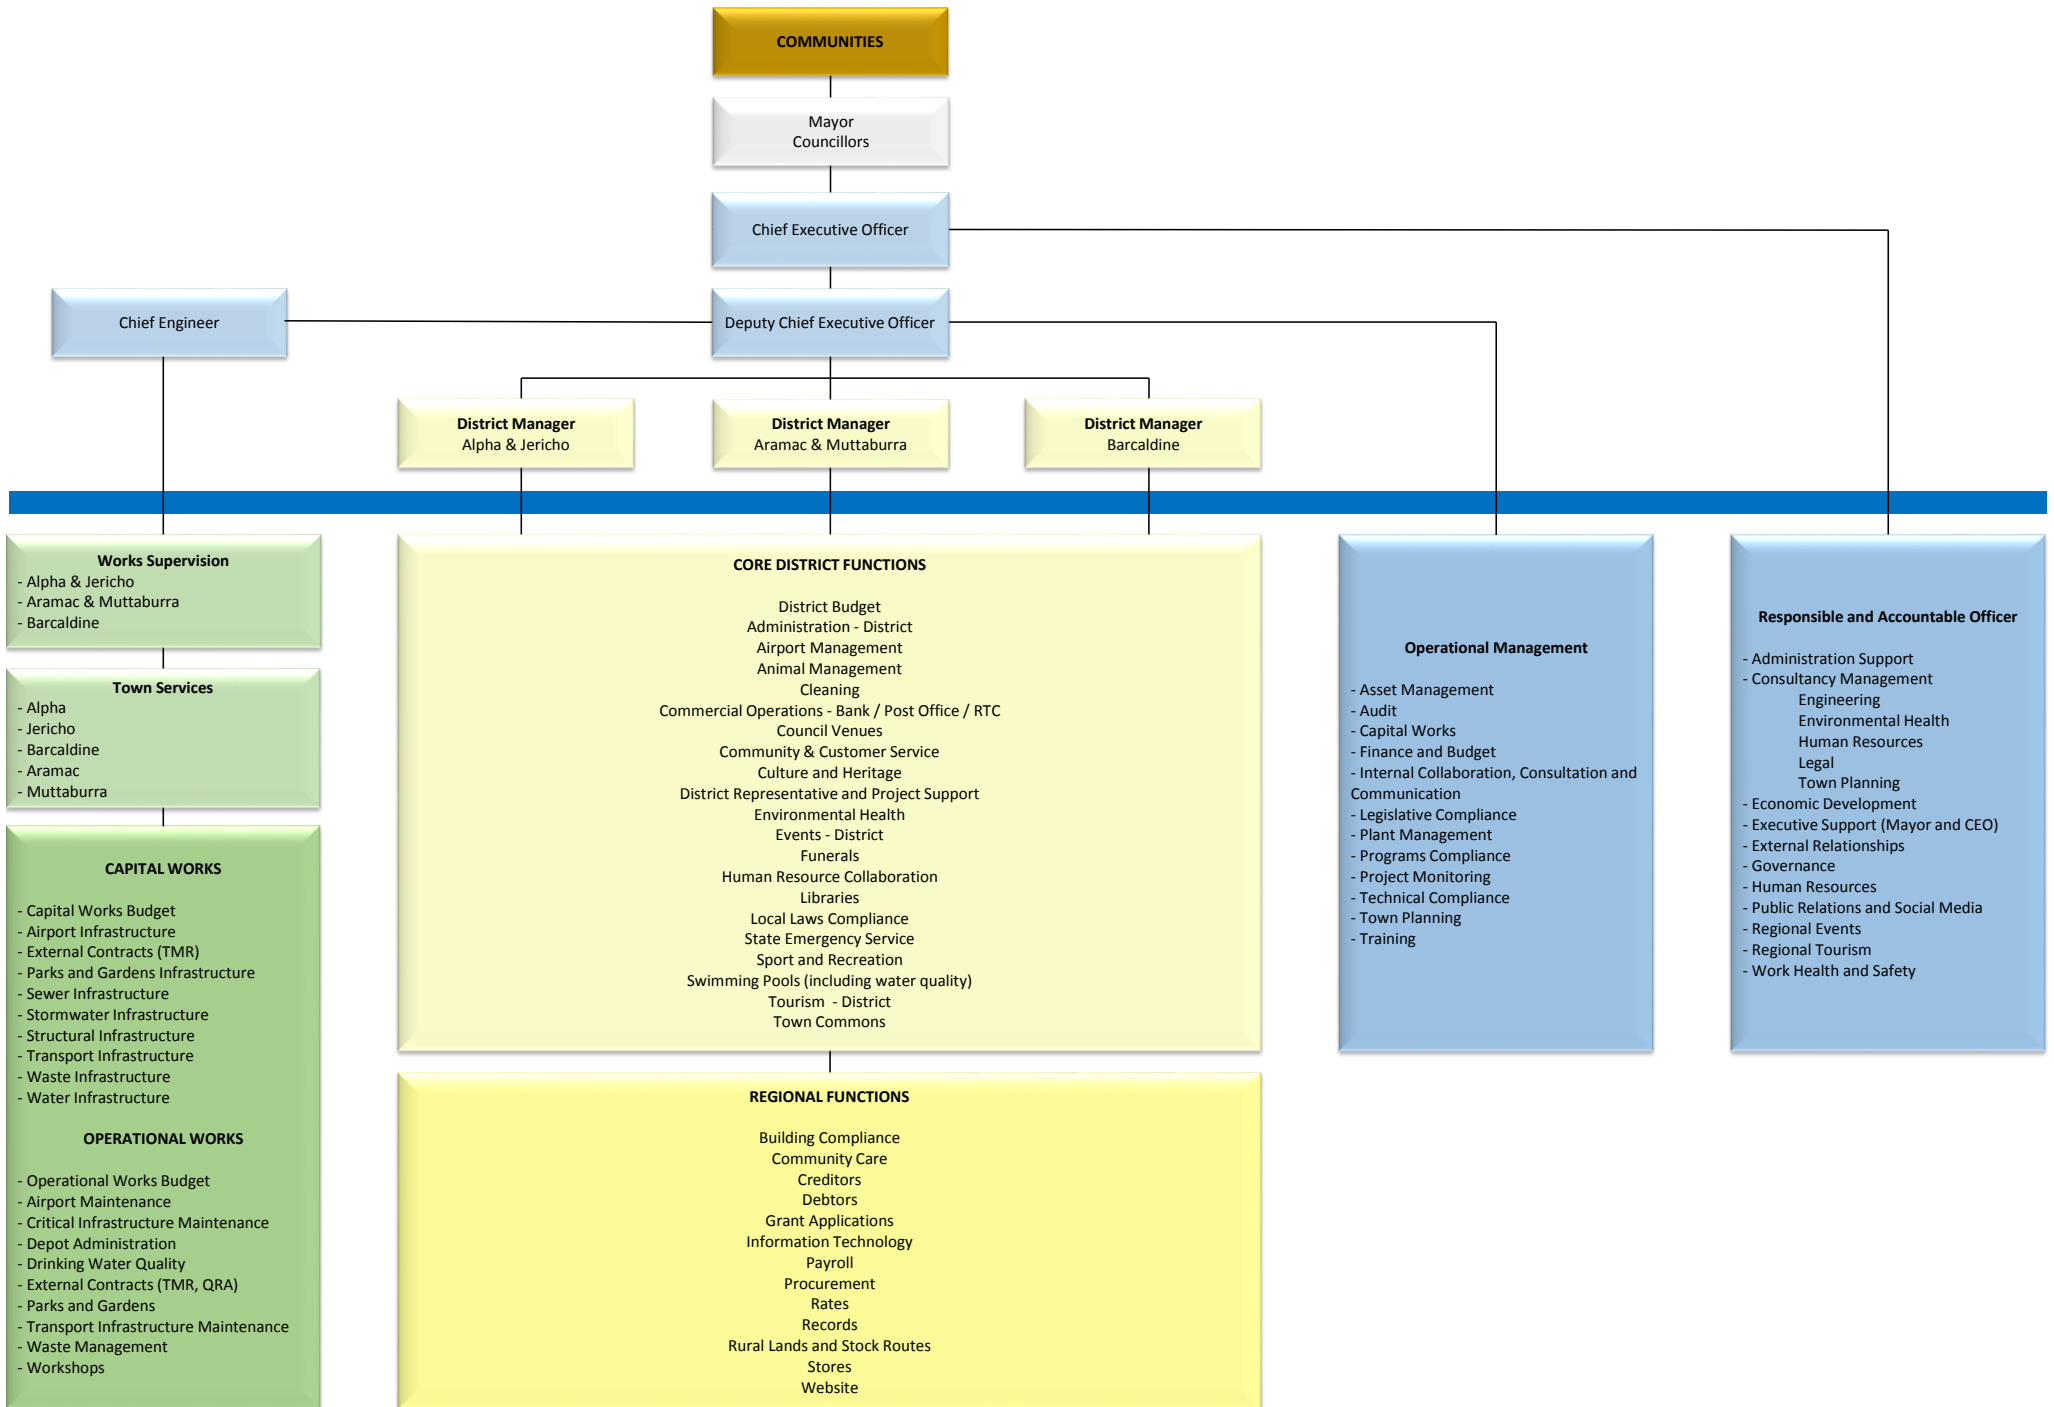 COMMUNITIES
Mayor
Councillors
Chief Executive Officer
Chief Engineer
Deputy Chief Executive Officer
District Manager
Alpha & Jericho
District Manager
Aramac & Muttaburra
District Manager
Barcaldine
Works Supervision
- Alpha & Jericho
- Aramac & Muttaburra
- Barcaldine
Town Services
- Alpha
- Jericho
- Barcaldine
- Aramac
- Muttaburra
CAPITAL WORKS
- Capital Works Budget
- Airport Infrastructure
- External Contracts (TMR)
- Parks and Gardens Infrastructure
- Sewer Infrastructure
- Stormwater Infrastructure
- Structural Infrastructure
- Transport Infrastructure
- Waste Infrastructure
- Water Infrastructure
OPERATIONAL WORKS
- Operational Works Budget
- Airport Maintenance
- Critical Infrastructure Maintenance
- Depot Administration
- Drinking Water Quality
- External Contracts (TMR, QRA)
- Parks and Gardens
- Transport Infrastructure Maintenance
- Waste Management
- Workshops
CORE DISTRICT FUNCTIONS
District Budget
Administration - District
Airport Management
Animal Management
Cleaning
Commercial Operations - Bank / Post Office / RTC
Council Venues
Community & Customer Service
Culture and Heritage
District Representative and Project Support
Environmental Health
Events - District
Funerals
Human Resource Collaboration
Libraries
Local Laws Compliance
State Emergency Service
Sport and Recreation
Swimming Pools (including water quality)
Tourism  - District
Town Commons
REGIONAL FUNCTIONS
Building Compliance
Community Care
Creditors
Debtors
Grant Applications
Information Technology
Payroll
Procurement
Rates
Records
Rural Lands and Stock Routes
Stores
Website
Operational Management
- Asset Management
- Audit
- Capital Works
- Finance and Budget
- Internal Collaboration, Consultation and
Communication
- Legislative Compliance
- Plant Management
- Programs Compliance
- Project Monitoring
- Technical Compliance
- Town Planning
- Training
Responsible and Accountable Officer
- Administration Support
- Consultancy Management
Engineering
Environmental Health
Human Resources
Legal
Town Planning
- Economic Development
- Executive Support (Mayor and CEO)
- External Relationships
- Governance
- Human Resources
- Public Relations and Social Media
- Regional Events
- Regional Tourism
- Work Health and Safety